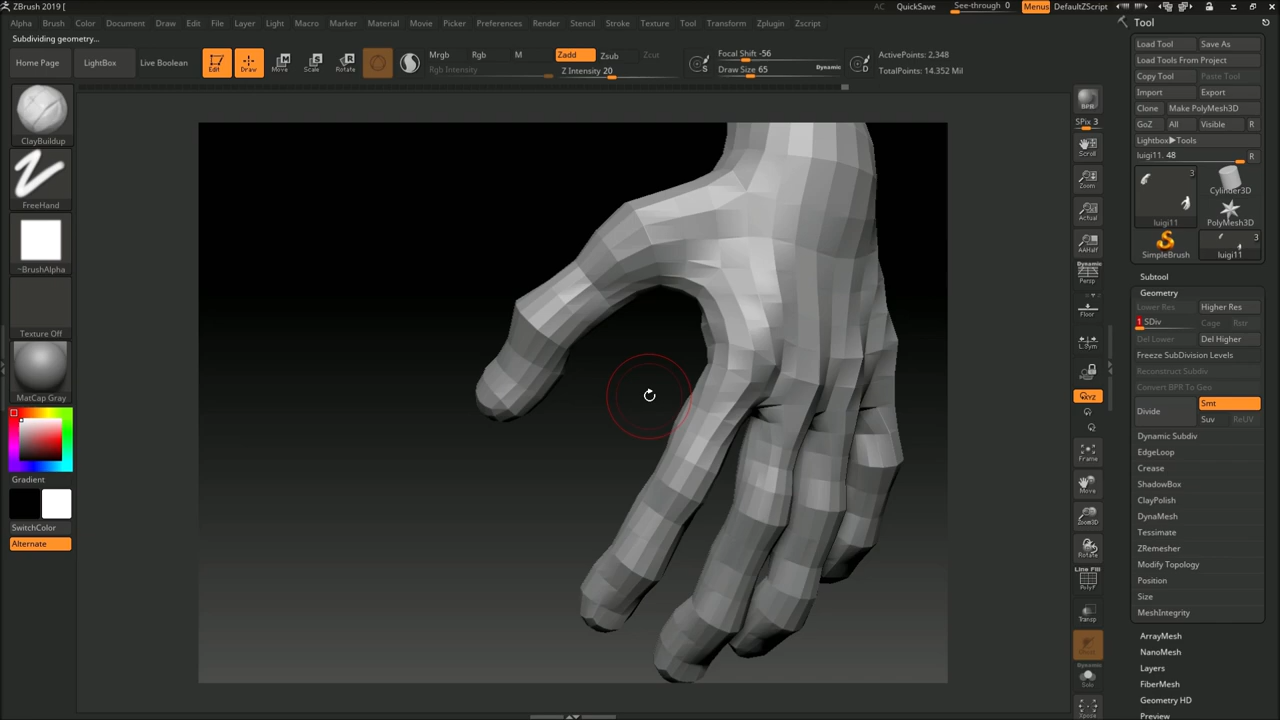 ZBrush 2019 [
AC QuickSave See-through 0 Menus DefaultZScript
Alpha Brush Color Document Draw Edit File Layer Light Macro Marker Material Movie Picker Preferences Render Stencil Stroke Texture Tool Transform Zplugin Zscript
Subdividing geometry...
Home Page LightBox Live Boolean
Edit Draw Move Scale Rotate
Mrgb Rgb M Zadd Zsub Zcut
Rgb Intensity Z Intensity 20
Focal Shift -56
Draw Size 65 Dynamic
S D
ActivePoints: 2,348
TotalPoints: 14.352 Mil
ClayBuildup
FreeHand
~BrushAlpha
Texture Off
MatCap Gray
Gradient
SwitchColor
Alternate
BPR
SPix 3
Scroll
Zoom
Actual
AAHalf
Dynamic
Persp
Floor
L.Sym
XYZ
Frame
Move
Zoom3D
Rotate
Line Fill
PolyF
Transp
Ghost
Dynamic
Solo
Xpose
Tool
Load Tool Save As
Load Tools From Project
Copy Tool Paste Tool
Import Export
Clone Make PolyMesh3D
GoZ All Visible R
Lightbox▶Tools
luigi11. 48 R
3
luigi11
Cylinder3D
PolyMesh3D
SimpleBrush
3
luigi11
Subtool
Geometry
Lower Res Higher Res
1 SDiv Cage Rstr
Del Lower Del Higher
Freeze SubDivision Levels
Reconstruct Subdiv
Convert BPR To Geo
Divide Smt
Suv ReUV
Dynamic Subdiv
EdgeLoop
Crease
ShadowBox
ClayPolish
DynaMesh
Tessimate
ZRemesher
Modify Topology
Position
Size
MeshIntegrity
ArrayMesh
NanoMesh
Layers
FiberMesh
Geometry HD
Preview